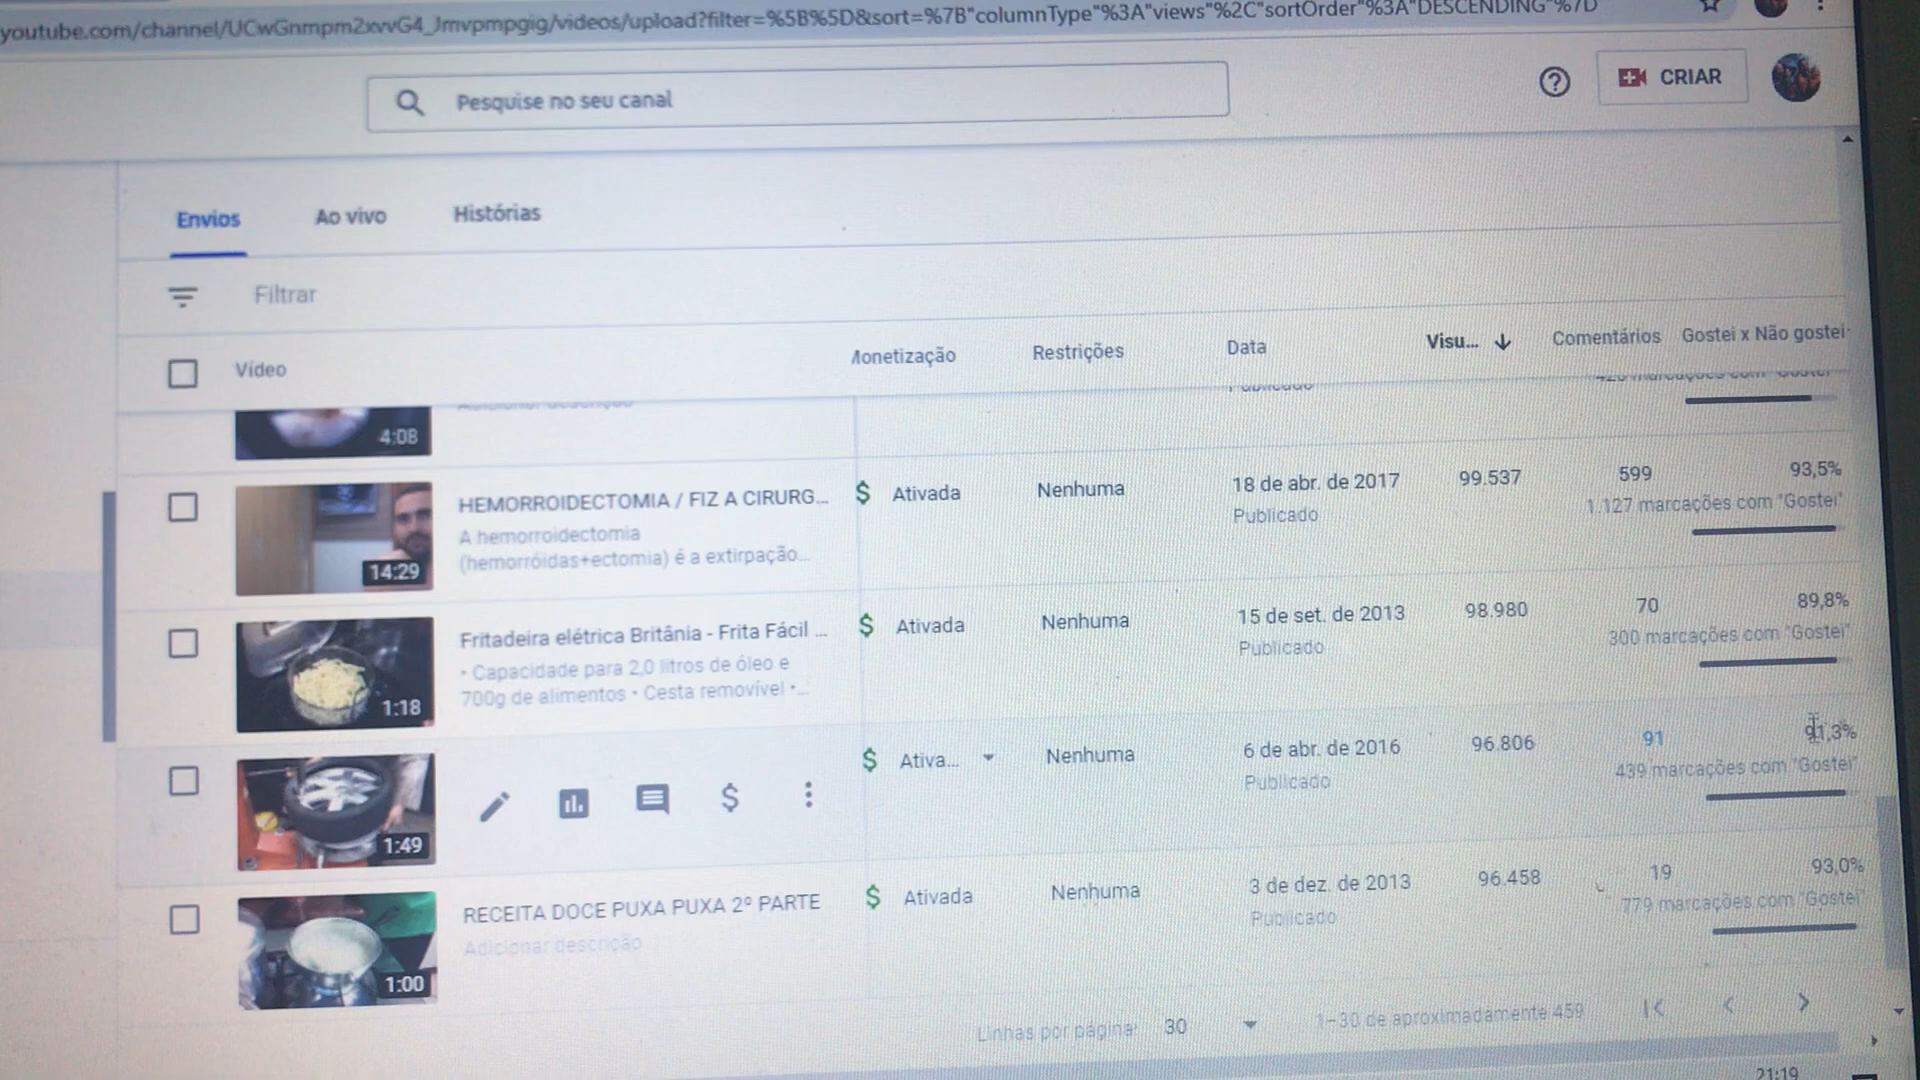 youtube.com/channel/UCwGnmpm2xvvG4_Jmvpmpgig/videos/upload?filter=%5B%5D&sort=%7B"columnType"%3A"views"%2C"sortOrder"%3A"DESCENDING"%7D
Pesquise no seu canal
CRIAR
Envios Ao vivo Histórias
Filtrar
Vídeo Monetização Restrições Data Visu... Comentários Gostei x Não gostei
4:08
HEMORROIDECTOMIA / FIZ A CIRURG... $ Ativada Nenhuma 18 de abr. de 2017 99.537 599 93,5%
A hemorroidectomia Publicado 1.127 marcações com "Gostei"
(hemorróidas+ectomia) é a extirpação...
14:29
Fritadeira elétrica Britânia - Frita Fácil ... $ Ativada Nenhuma 15 de set. de 2013 98.980 70 89,8%
• Capacidade para 2,0 litros de óleo e Publicado 300 marcações com "Gostei"
700g de alimentos • Cesta removível •...
1:18
$ Ativa... Nenhuma 6 de abr. de 2016 96.806 91 91,3%
Publicado 439 marcações com "Gostei"
1:49
RECEITA DOCE PUXA PUXA 2º PARTE $ Ativada Nenhuma 3 de dez. de 2013 96.458 19 93,0%
Adicionar descrição Publicado 779 marcações com "Gostei"
1:00
Linhas por página: 30 1–30 de aproximadamente 459
21:19